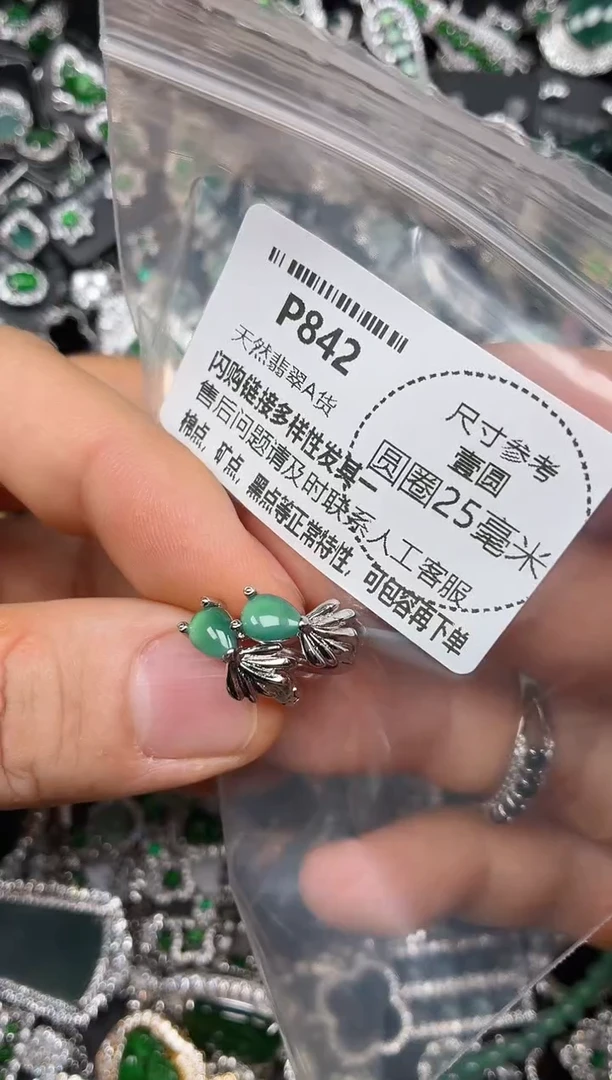 P842
天然翡翠A货
闪购链接多样性发其一
售后问题请及时联系人工客服
棉点，矿点，黑点等正常特性，可包容再下单
尺寸参考
壹圆
圆圈25毫米